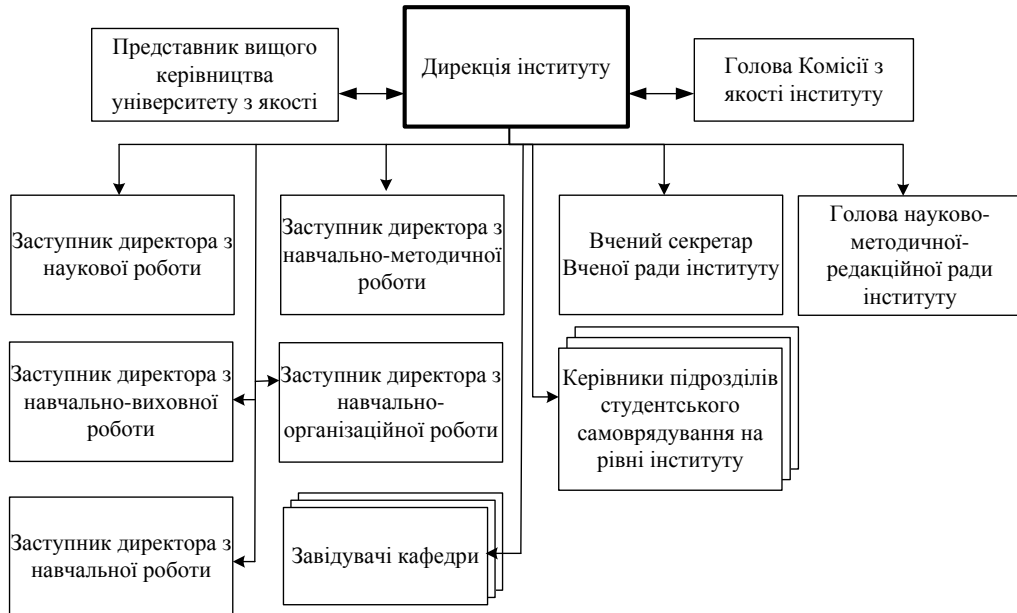 Представник вищого
керівництва
університету з якості
Дирекція інституту
Голова Комісії з
якості інституту
Заступник директора з
наукової роботи
Заступник директора з
навчально-методичної
роботи
Вчений секретар
Вченої ради інституту
Голова науково-
методичної-
редакційної ради
інституту
Заступник директора з
навчально-виховної
роботи
Заступник директора з
навчально-
організаційної роботи
Керівники підрозділів
студентського
самоврядування на
рівні інституту
Заступник директора з
навчальної роботи
Завідувачі кафедри